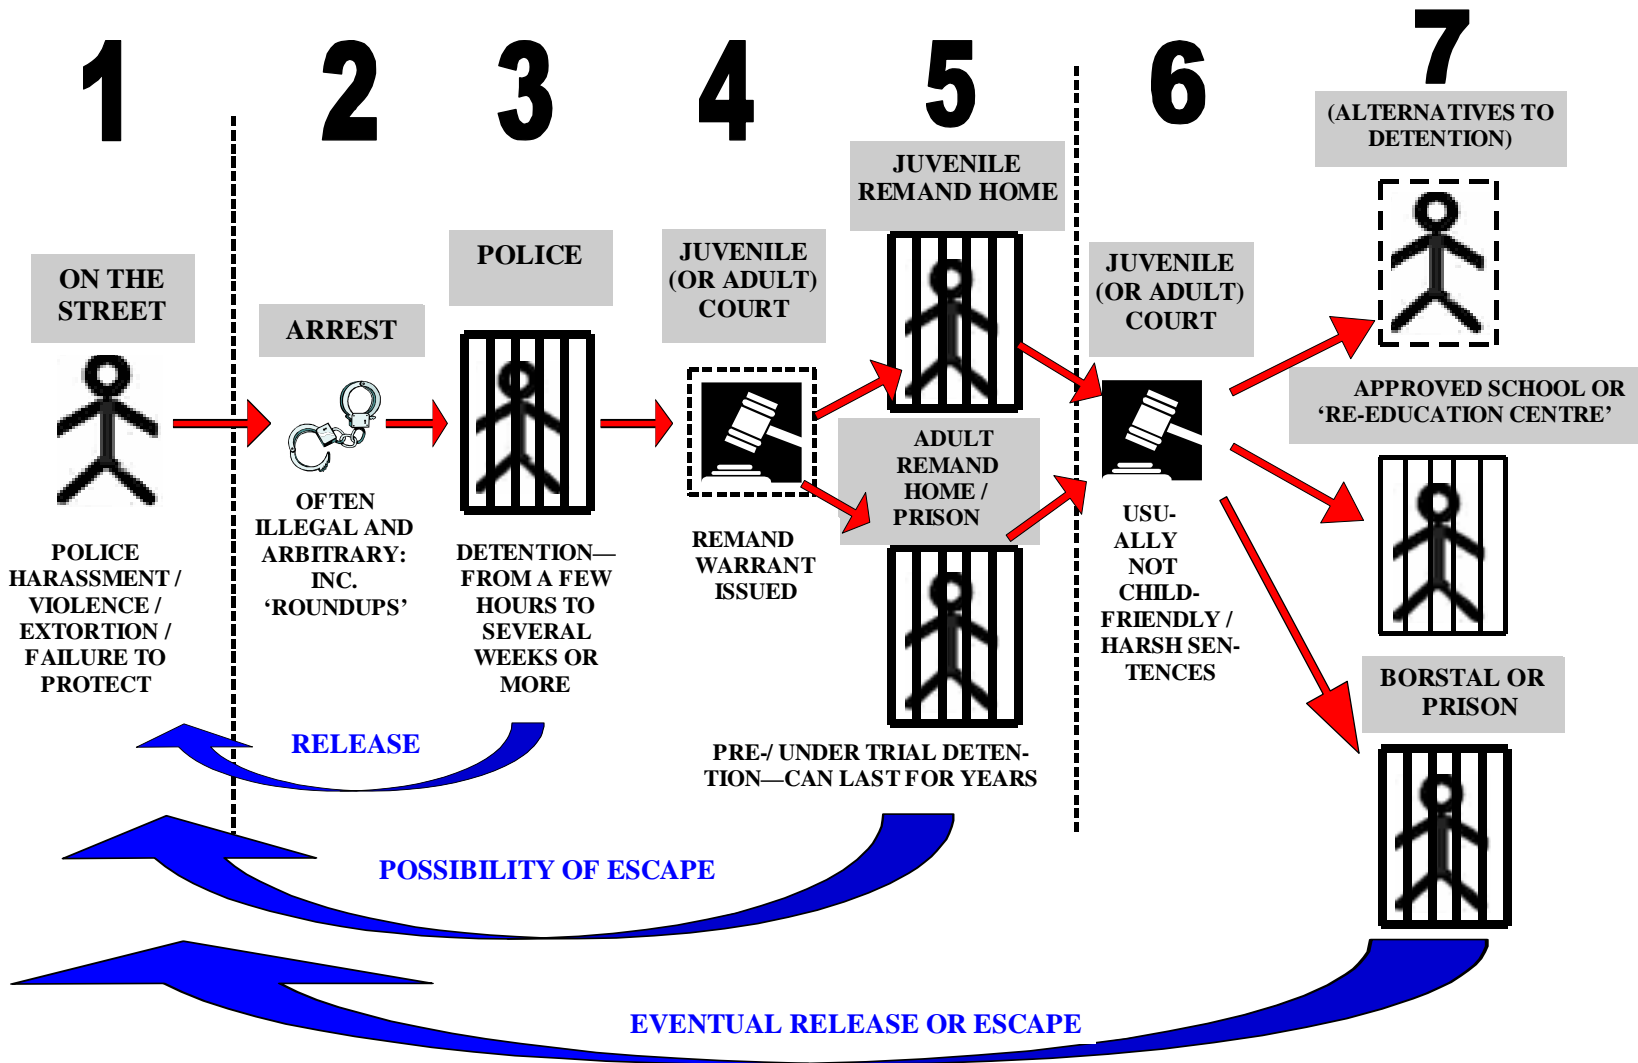 1
ON THE
STREET
POLICE
HARASSMENT /
VIOLENCE /
EXTORTION /
FAILURE TO
PROTECT
2
ARREST
OFTEN
ILLEGAL AND
ARBITRARY:
INC.
‘ROUNDUPS’
3
POLICE
DETENTION—
FROM A FEW
HOURS TO
SEVERAL
WEEKS OR
MORE
4
JUVENILE
(OR ADULT)
COURT
REMAND
WARRANT
ISSUED
5
JUVENILE
REMAND HOME
ADULT
REMAND
HOME /
PRISON
PRE-/ UNDER TRIAL DETEN-
TION—CAN LAST FOR YEARS
6
JUVENILE
(OR ADULT)
COURT
USU-
ALLY
NOT
CHILD-
FRIENDLY /
HARSH SEN-
TENCES
7
(ALTERNATIVES TO
DETENTION)
APPROVED SCHOOL OR
‘RE-EDUCATION CENTRE’
BORSTAL OR
PRISON
RELEASE
POSSIBILITY OF ESCAPE
EVENTUAL RELEASE OR ESCAPE